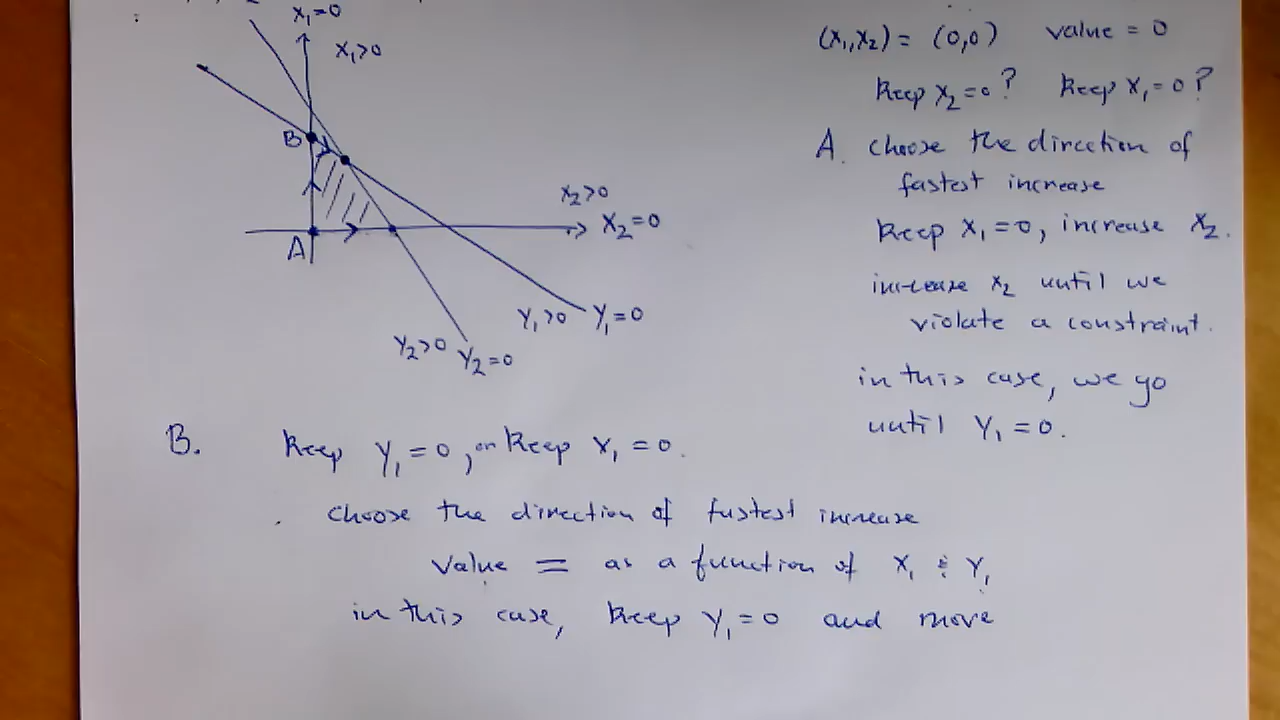 x₁=0
x₁>0
B
x₂>0
x₂=0
A
y₁>0 y₁=0
y₂>0 y₂=0
(x₁,x₂) = (0,0) value = 0
keep x₂=0? keep x₁=0?
A. choose the direction of
fastest increase
keep x₁=0, increase x₂.
increase x₂ until we
violate a constraint.
in this case, we go
until y₁=0.
B. keep y₁=0, or keep x₁=0.
choose the direction of fastest increase
value = as a function of x₁ & y₁
in this case, keep y₁=0 and move